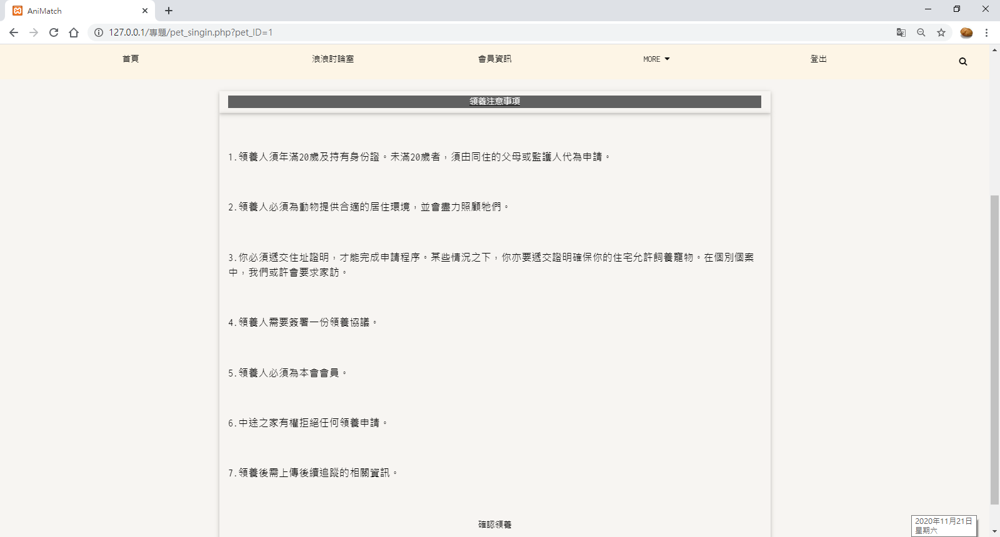 AniMatch
127.0.0.1/專題/pet_singin.php?pet_ID=1
首頁
浪浪討論室
會員資訊
MORE
登出
領養注意事項
1.領養人須年滿20歲及持有身份證。未滿20歲者，須由同住的父母或監護人代為申請。
2.領養人必須為動物提供合適的居住環境，並會盡力照顧牠們。
3.你必須遞交住址證明，才能完成申請程序。某些情況之下，你亦要遞交證明確保你的住宅允許飼養寵物。在個別個案
中，我們或許會要求家訪。
4.領養人需要簽署一份領養協議。
5.領養人必須為本會會員。
6.中途之家有權拒絕任何領養申請。
7.領養後需上傳後續追蹤的相關資訊。
確認領養
2020年11月21日
星期六